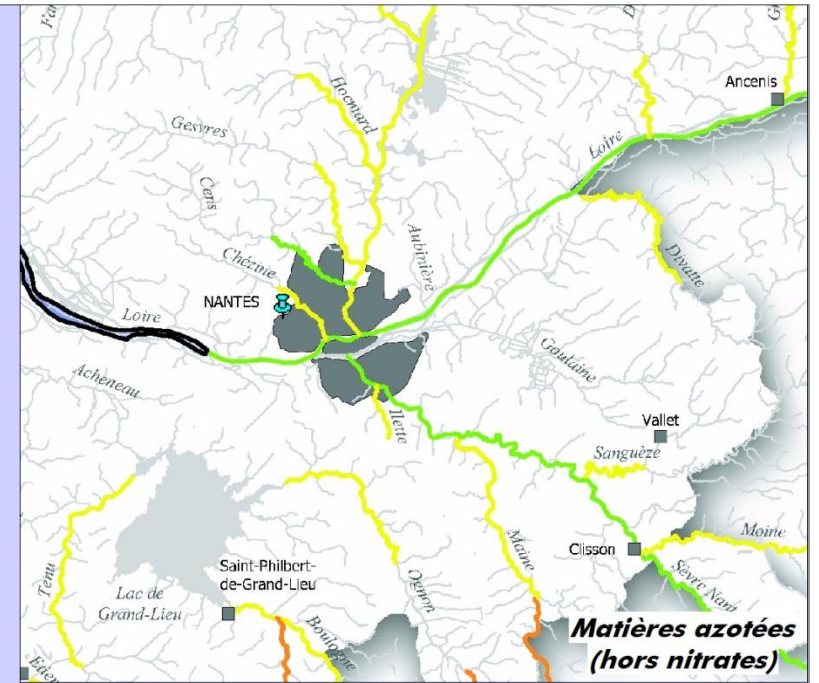 Ancenis
Hocmard
Gesvres
Loire
Cens
Aubinière
Chézine
Divatte
NANTES
Loire
Goulaine
Acheneau
Ilette
Vallet
Sanguèze
Maine
Moine
Clisson
Tenu
Saint-Philbert-
de-Grand-Lieu
Lac de
Grand-Lieu
Ognon
Boulogne
Sèvre Nant
Matières azotées
(hors nitrates)